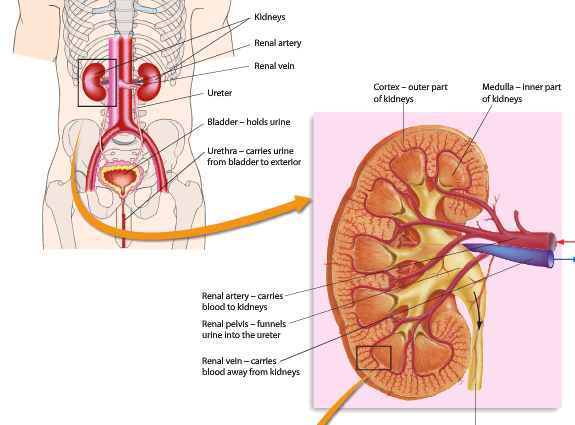 Kidneys
Renal artery
Renal vein
Ureter
Bladder – holds urine
Urethra – carries urine
from bladder to exterior
Cortex – outer part
of kidneys
Medulla – inner part
of kidneys
Renal artery – carries
blood to kidneys
Renal pelvis – funnels
urine into the ureter
Renal vein – carries
blood away from kidneys